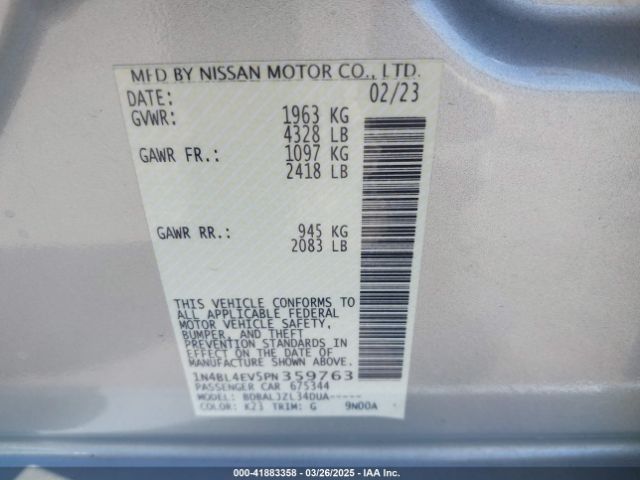 MFD BY NISSAN MOTOR CO., LTD.
DATE: 02/23
GVWR: 1963 KG
4328 LB
GAWR FR.: 1097 KG
2418 LB
GAWR RR.: 945 KG
2083 LB
THIS VEHICLE CONFORMS TO
ALL APPLICABLE FEDERAL
MOTOR VEHICLE SAFETY,
BUMPER, AND THEFT
PREVENTION STANDARDS
IN EFFECT ON THE DATE OF
MANUFACTURE SHOWN ABOVE.
1N4BL4EV5PN359763
PASSENGER CAR 675344
MODEL: BDBALJZL34DUA-----
COLOR: K23 TRIM: G 9N00A
000-41883358 - 03/26/2025 - IAA Inc.